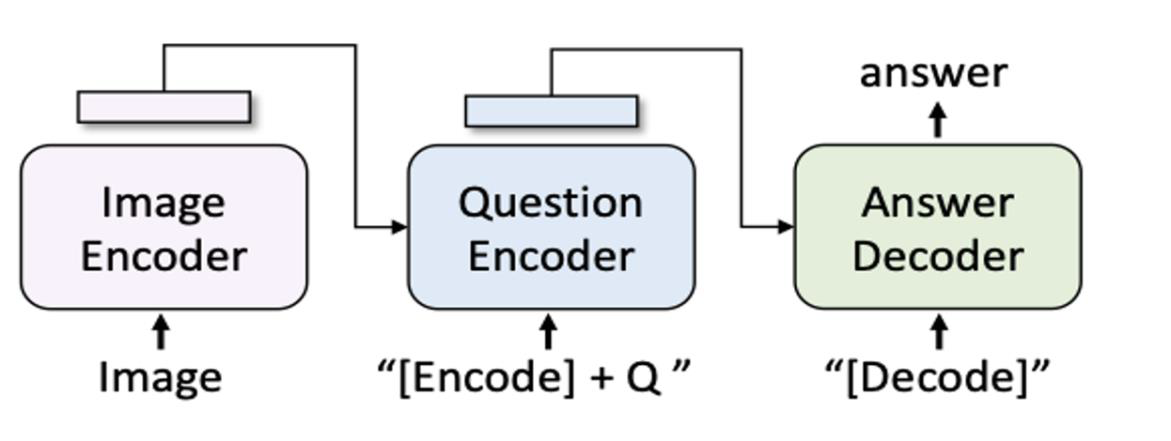 answer
Image
Encoder
Question
Encoder
Answer
Decoder
Image
“[Encode] + Q ”
“[Decode]”